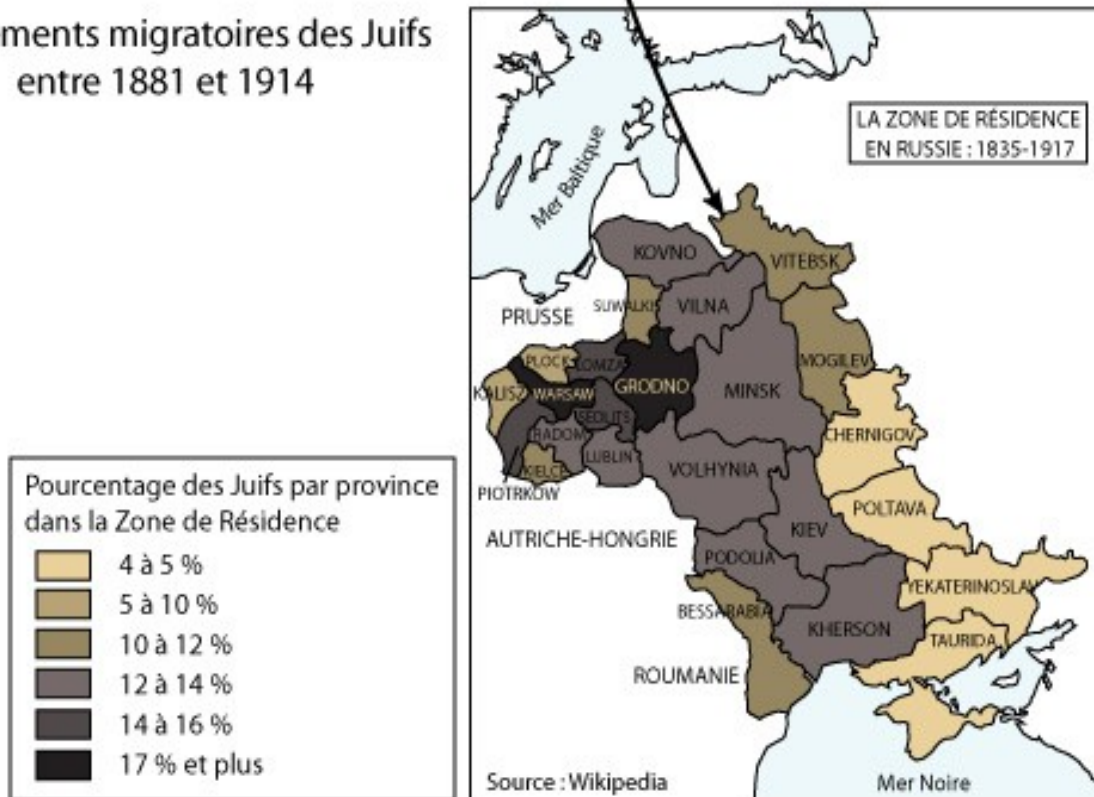 ments migratoires des Juifs
entre 1881 et 1914
LA ZONE DE RÉSIDENCE
EN RUSSIE : 1835-1917
Mer Baltique
KOVNO
VITEBSK
SUWALKI
VILNA
PRUSSE
PLOCK
LOMZA
MOGILEV
KALISZ
WARSAW
GRODNO
MINSK
SEDLITS
RADOM
CHERNIGOV
LUBLIN
KIELCE
VOLHYNIA
PIOTRKOW
POLTAVA
KIEV
AUTRICHE-HONGRIE
PODOLIA
YEKATERINOSLAV
BESSARABIA
KHERSON
TAURIDA
ROUMANIE
Source : Wikipedia
Mer Noire
Pourcentage des Juifs par province
dans la Zone de Résidence
4 à 5 %
5 à 10 %
10 à 12 %
12 à 14 %
14 à 16 %
17 % et plus